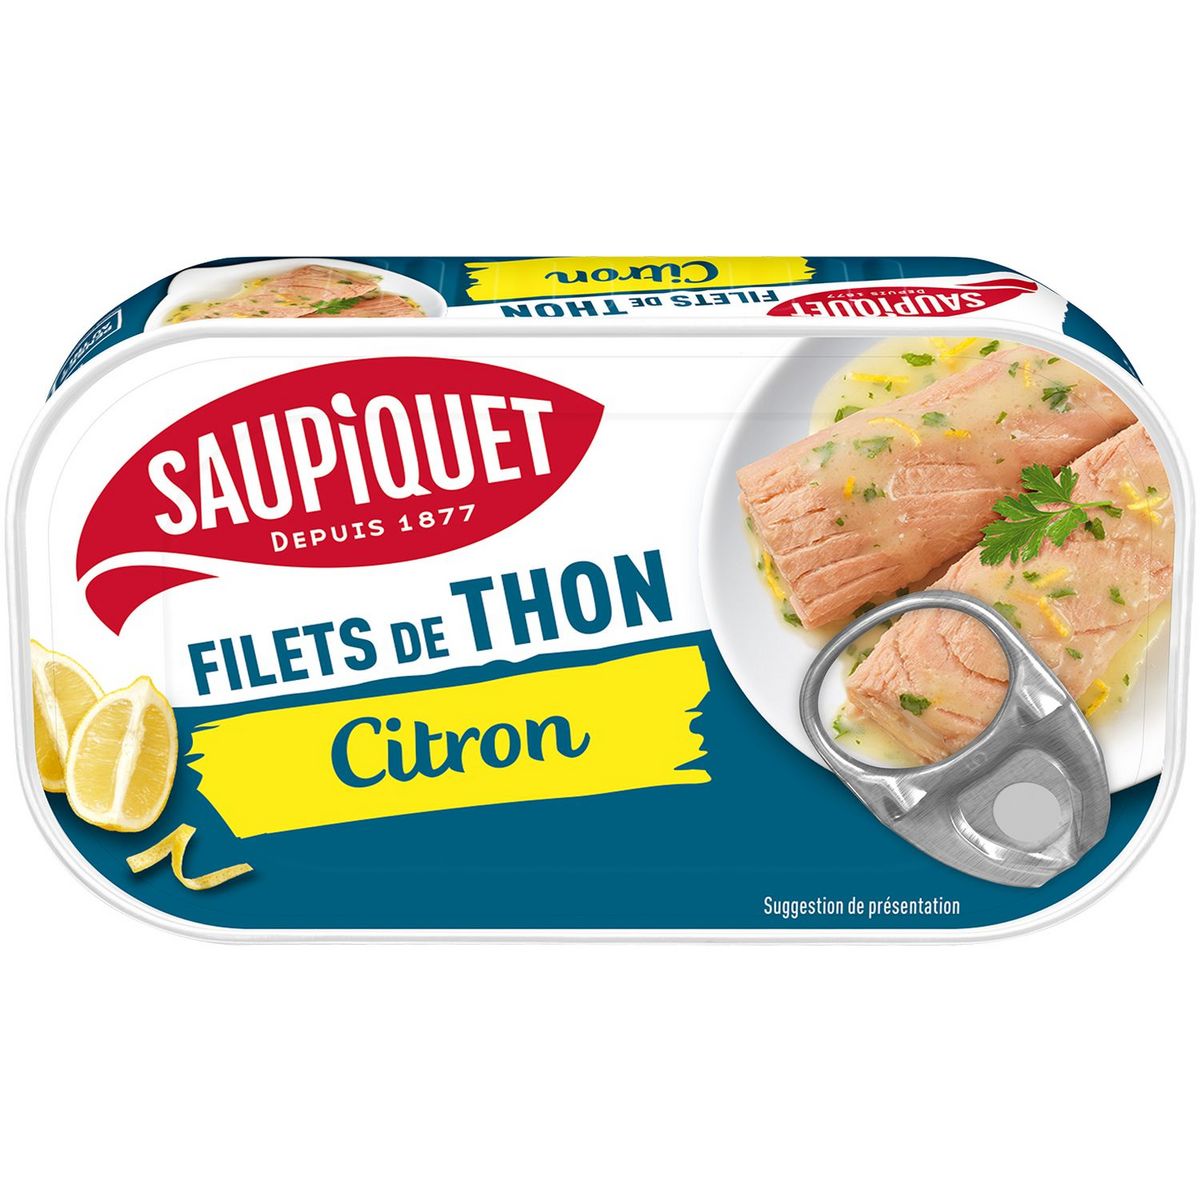 Citron
FILETS DE THON
SAUPIQUET
DEPUIS 1877
SAUPIQUET
DEPUIS 1877
FILETS DE THON
Citron
Suggestion de présentation